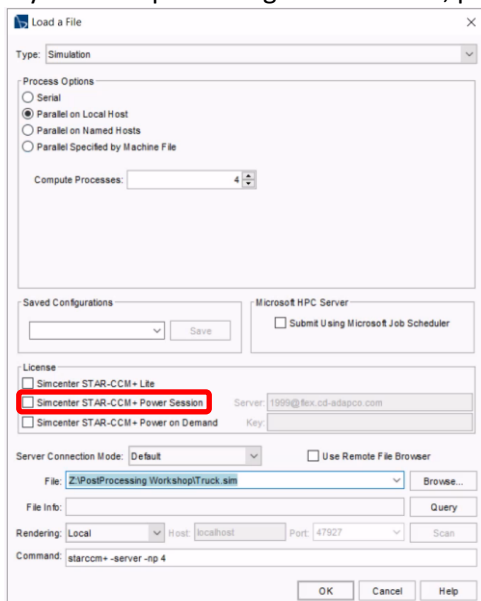 Load a File
Type: Simulation
Process Options
Serial
Parallel on Local Host
Parallel on Named Hosts
Parallel Specified by Machine File
Compute Processes: 4
Saved Configurations
Save
Microsoft HPC Server
Submit Using Microsoft Job Scheduler
License
Simcenter STAR-CCM+ Lite
Simcenter STAR-CCM+ Power Session Server: 1999@flex.cd-adapco.com
Simcenter STAR-CCM+ Power on Demand Key:
Server Connection Mode: Default Use Remote File Browser
File: Z:\PostProcessing Workshop\Truck.sim Browse...
File Info: Query
Rendering: Local Host: localhost Port: 47927 Scan
Command: starccm+ -server -np 4
OK Cancel Help